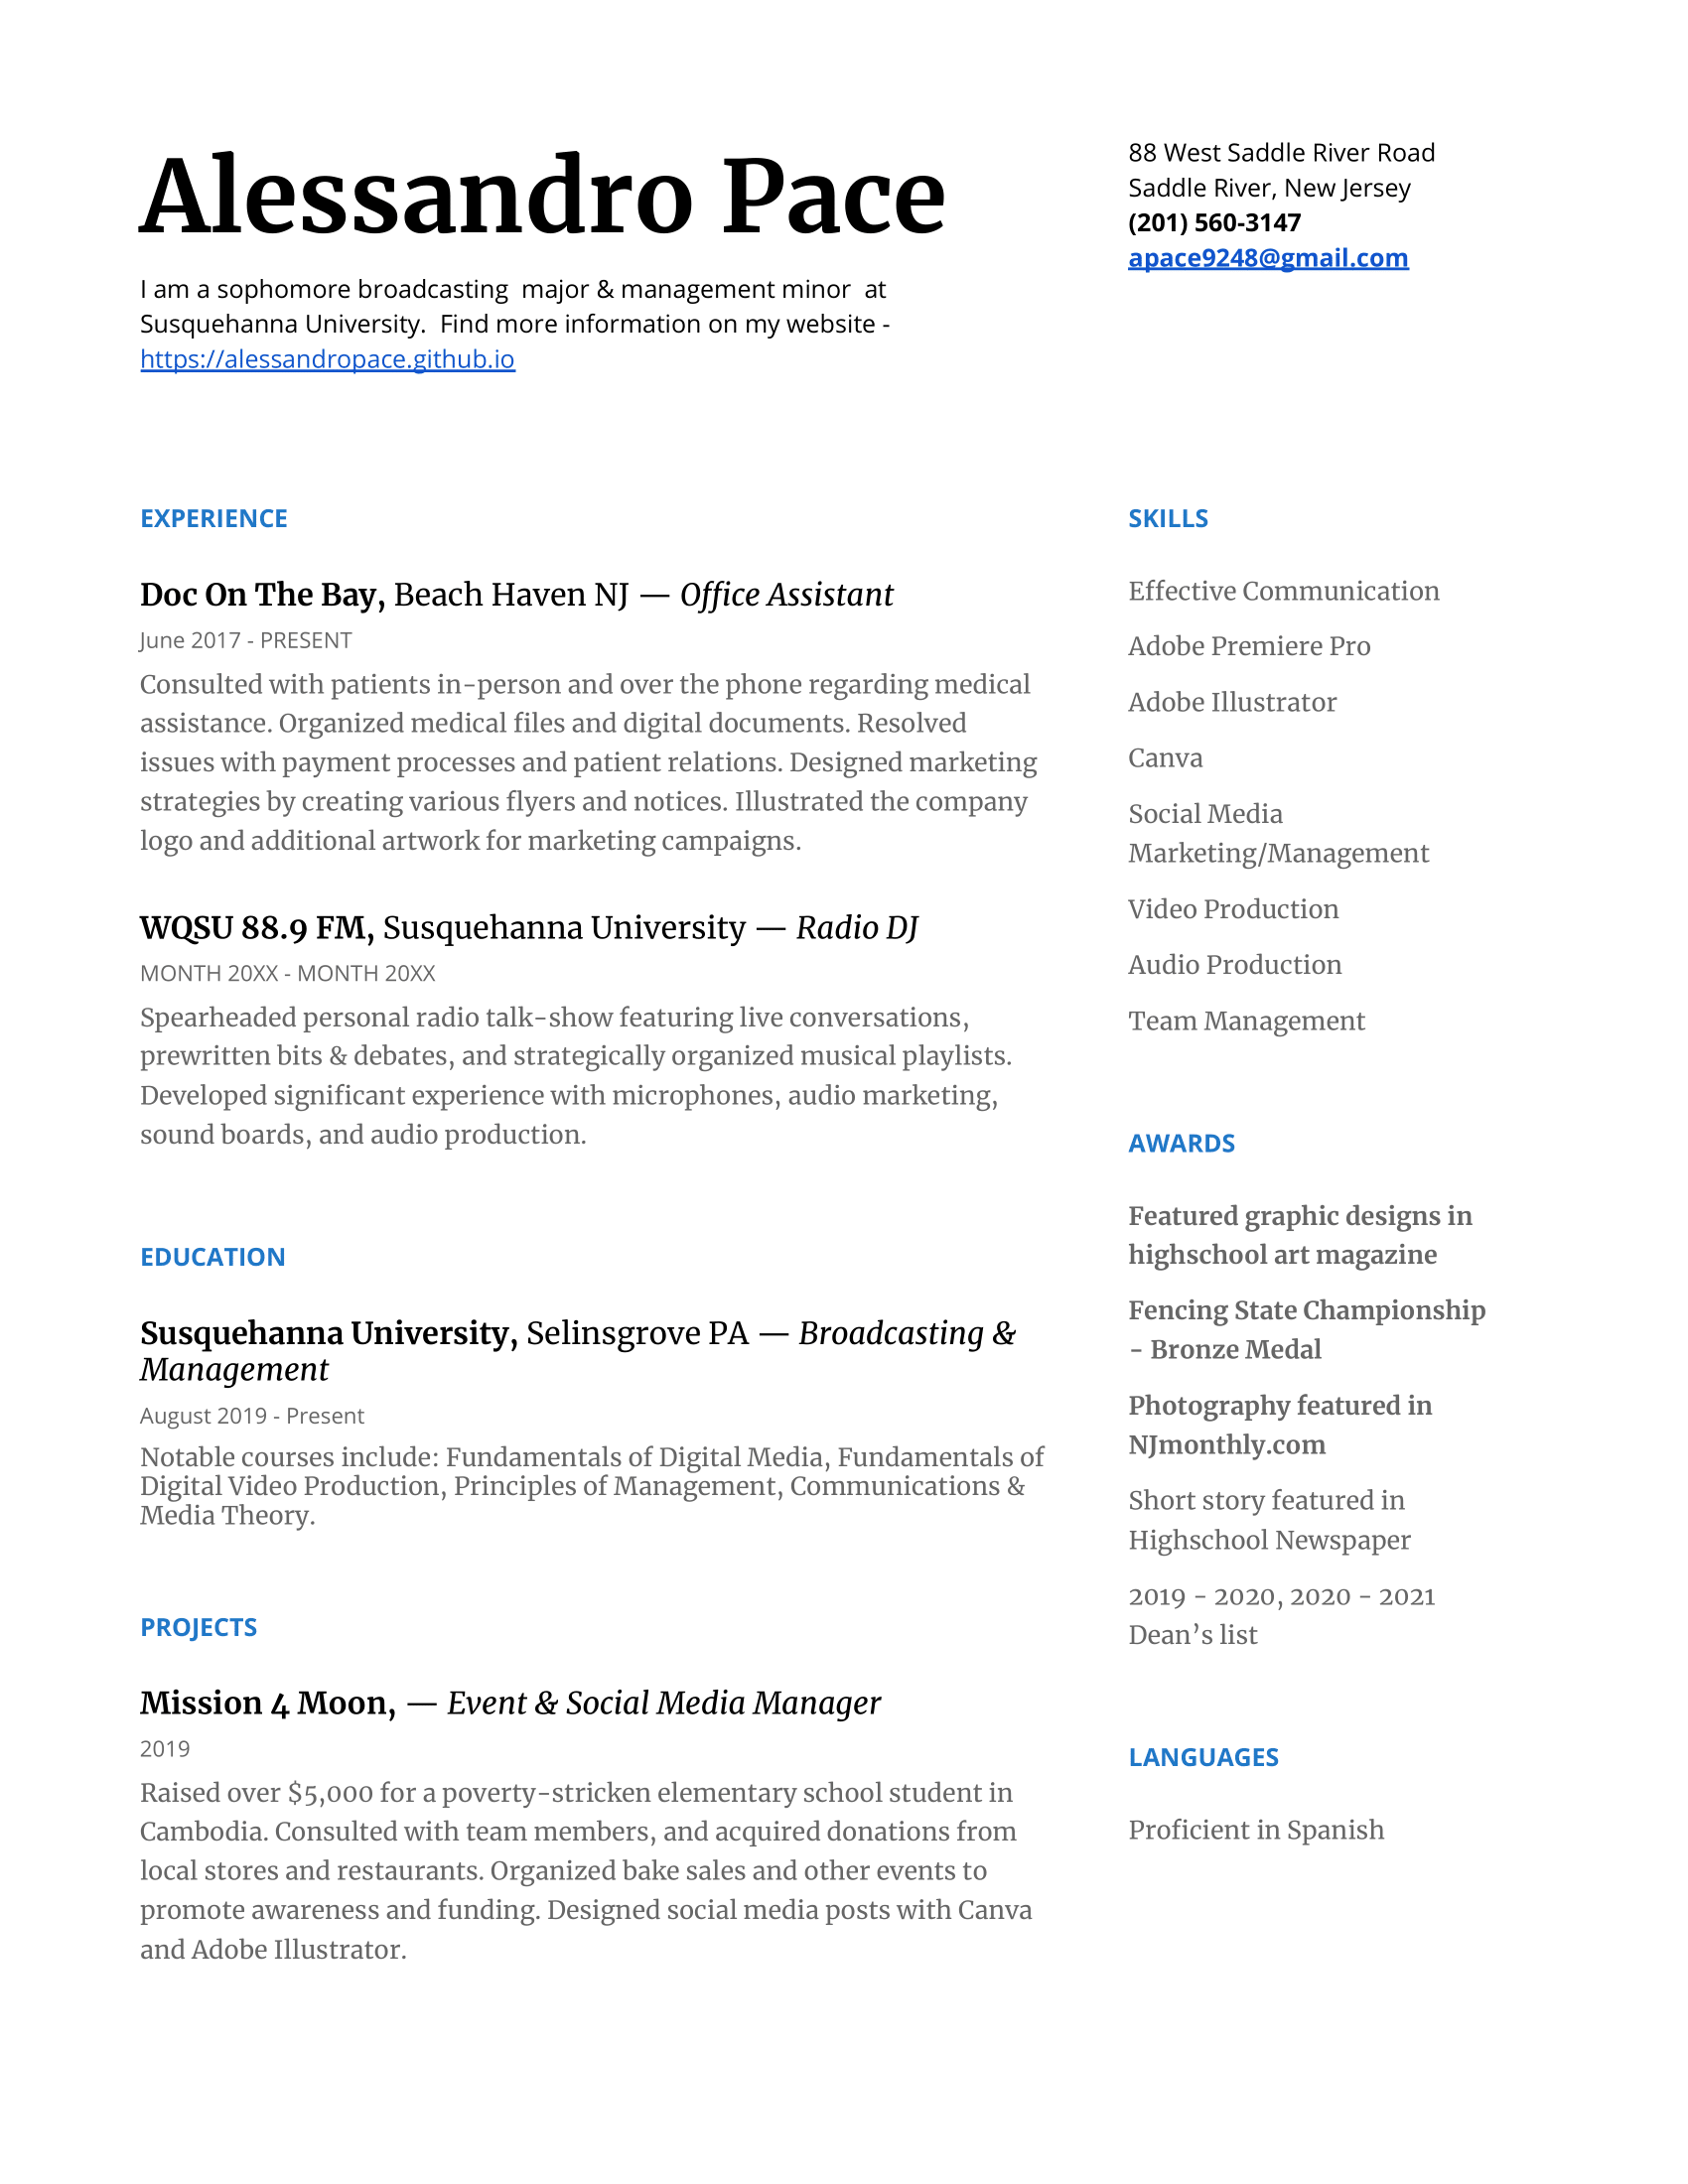 Alessandro Pace
I am a sophomore broadcasting  major & management minor  at
Susquehanna University.  Find more information on my website -
https://alessandropace.github.io
88 West Saddle River Road
Saddle River, New Jersey
(201) 560-3147
apace9248@gmail.com
EXPERIENCE
Doc On The Bay, Beach Haven NJ — Office Assistant
June 2017 - PRESENT
Consulted with patients in-person and over the phone regarding medical
assistance. Organized medical files and digital documents. Resolved
issues with payment processes and patient relations. Designed marketing
strategies by creating various flyers and notices. Illustrated the company
logo and additional artwork for marketing campaigns.
WQSU 88.9 FM, Susquehanna University — Radio DJ
MONTH 20XX - MONTH 20XX
Spearheaded personal radio talk-show featuring live conversations,
prewritten bits & debates, and strategically organized musical playlists.
Developed significant experience with microphones, audio marketing,
sound boards, and audio production.
EDUCATION
Susquehanna University, Selinsgrove PA — Broadcasting &
Management
August 2019 - Present
Notable courses include: Fundamentals of Digital Media, Fundamentals of
Digital Video Production, Principles of Management, Communications &
Media Theory.
PROJECTS
Mission 4 Moon, — Event & Social Media Manager
2019
Raised over $5,000 for a poverty-stricken elementary school student in
Cambodia. Consulted with team members, and acquired donations from
local stores and restaurants. Organized bake sales and other events to
promote awareness and funding. Designed social media posts with Canva
and Adobe Illustrator.
SKILLS
Effective Communication
Adobe Premiere Pro
Adobe Illustrator
Canva
Social Media
Marketing/Management
Video Production
Audio Production
Team Management
AWARDS
Featured graphic designs in
highschool art magazine
Fencing State Championship
- Bronze Medal
Photography featured in
NJmonthly.com
Short story featured in
Highschool Newspaper
2019 - 2020, 2020 - 2021
Dean’s list
LANGUAGES
Proficient in Spanish